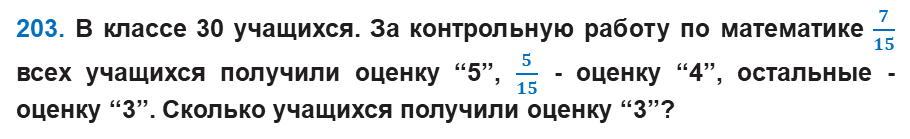 203. В классе 30 учащихся. За контрольную работу по математике 7/15
всех учащихся получили оценку “5”, 5/15 - оценку “4”, остальные -
оценку “3”. Сколько учащихся получили оценку “3”?